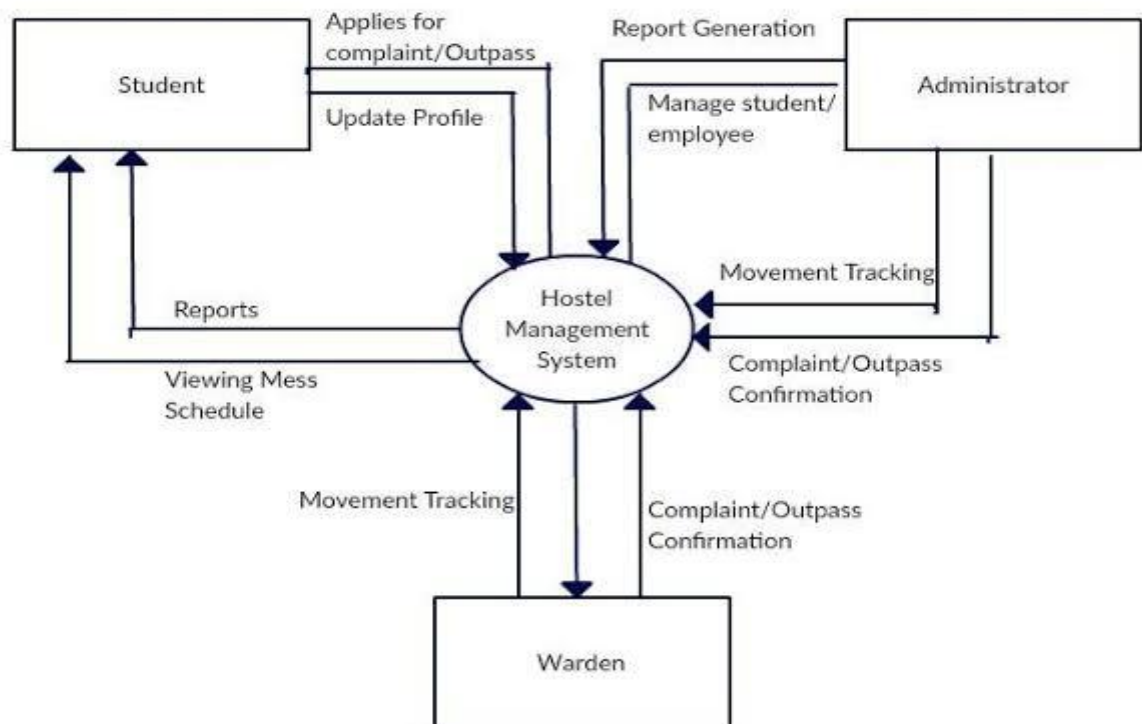 Applies for
complaint/Outpass
Student
Update Profile
Report Generation
Administrator
Manage student/
employee
Movement Tracking
Hostel
Management
System
Reports
Viewing Mess
Schedule
Complaint/Outpass
Confirmation
Movement Tracking
Complaint/Outpass
Confirmation
Warden